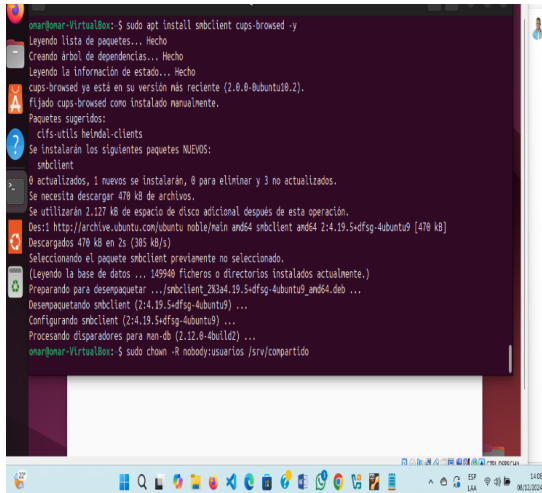 omar@omar-VirtualBox:~$ sudo apt install smbclient cups-browsed -y
Leyendo lista de paquetes... Hecho
Creando árbol de dependencias... Hecho
Leyendo la información de estado... Hecho
cups-browsed ya está en su versión más reciente (2.0.0-0ubuntu10.2).
fijado cups-browsed como instalado manualmente.
Paquetes sugeridos:
cifs-utils heimdal-clients
Se instalarán los siguientes paquetes NUEVOS:
smbclient
0 actualizados, 1 nuevos se instalarán, 0 para eliminar y 3 no actualizados.
Se necesita descargar 470 kB de archivos.
Se utilizarán 2.127 kB de espacio de disco adicional después de esta operación.
Des:1 http://archive.ubuntu.com/ubuntu noble/main amd64 smbclient amd64 2:4.19.5+dfsg-4ubuntu9 [470 kB]
Descargados 470 kB en 2s (305 kB/s)
Seleccionando el paquete smbclient previamente no seleccionado.
(Leyendo la base de datos ... 149940 ficheros o directorios instalados actualmente.)
Preparando para desempaquetar .../smbclient_2%3a4.19.5+dfsg-4ubuntu9_amd64.deb ...
Desempaquetando smbclient (2:4.19.5+dfsg-4ubuntu9) ...
Configurando smbclient (2:4.19.5+dfsg-4ubuntu9) ...
Procesando disparadores para man-db (2.12.0-4build2) ...
omar@omar-VirtualBox:~$ sudo chown -R nobody:usuarios /srv/compartido
CTRL DERECHA
ESP
LAA
14:08
08/12/2024